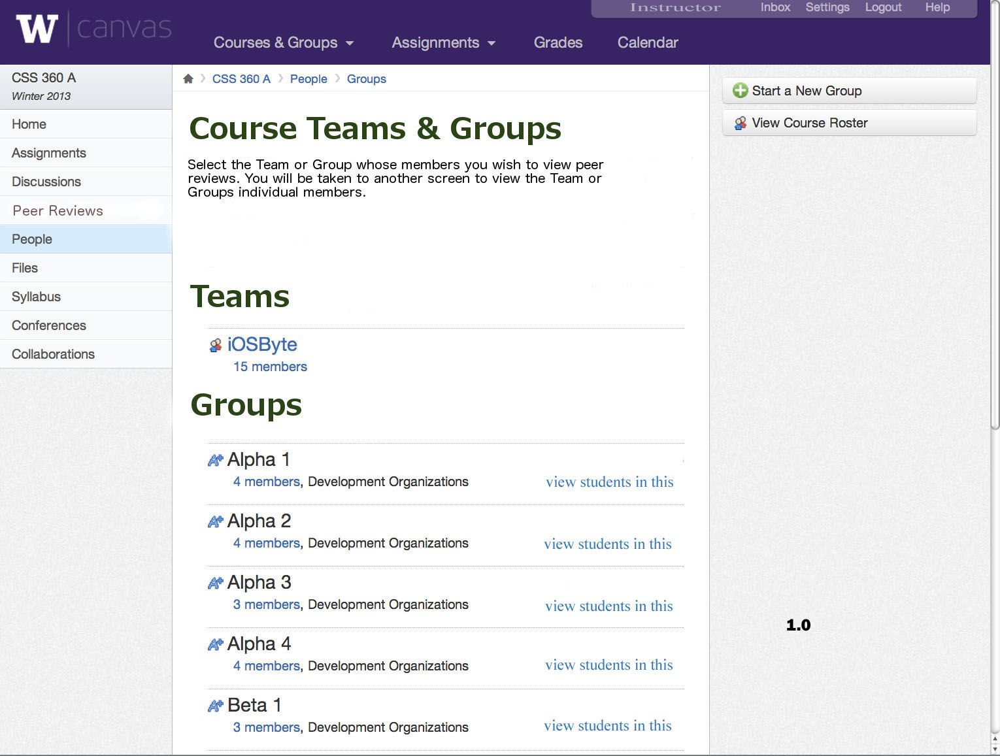 Instructor Inbox Settings Logout Help
W canvas
Courses & Groups Assignments Grades Calendar
CSS 360 A
Winter 2013
Home
Assignments
Discussions
Peer Reviews
People
Files
Syllabus
Conferences
Collaborations
CSS 360 A People Groups
Course Teams & Groups
Select the Team or Group whose members you wish to view peer
reviews. You will be taken to another screen to view the Team or
Groups individual members.
Teams
iOSByte
15 members
Groups
Alpha 1
4 members, Development Organizations view students in this
Alpha 2
4 members, Development Organizations view students in this
Alpha 3
3 members, Development Organizations view students in this
Alpha 4
4 members, Development Organizations view students in this
Beta 1
3 members, Development Organizations view students in this
Start a New Group
View Course Roster
1.0